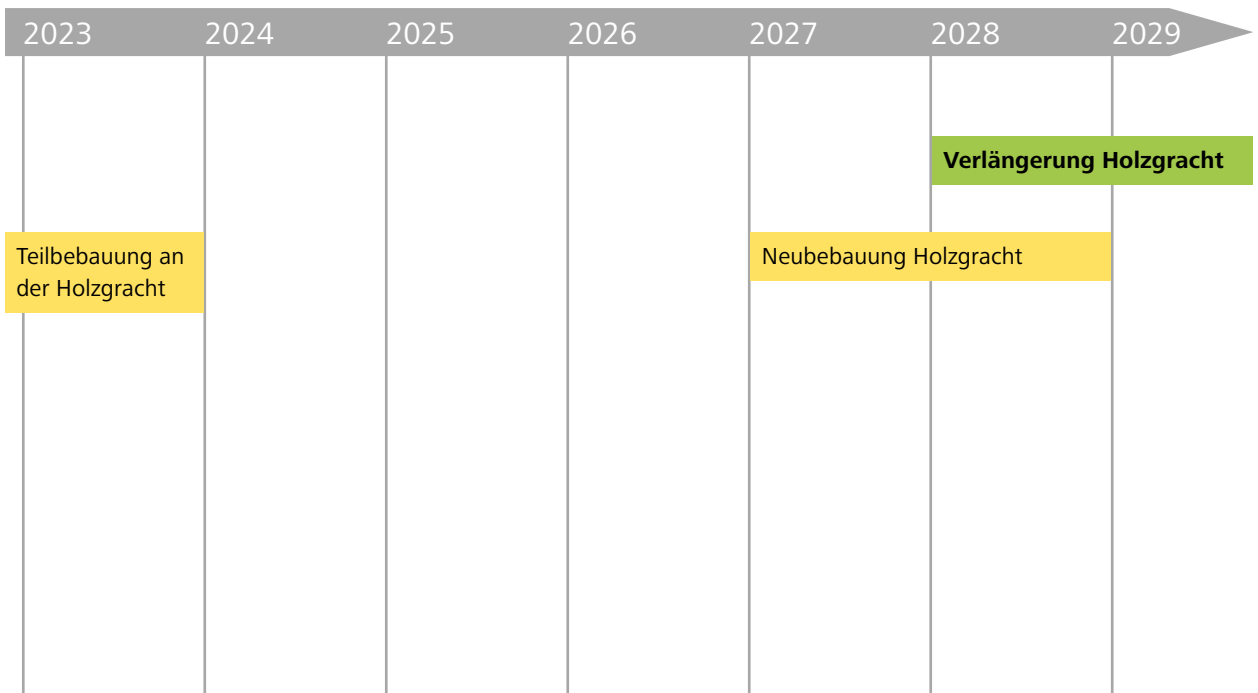 2023 2024 2025 2026 2027 2028 2029
Verlängerung Holzgracht
Teilbebauung an
der Holzgracht
Neubebauung Holzgracht